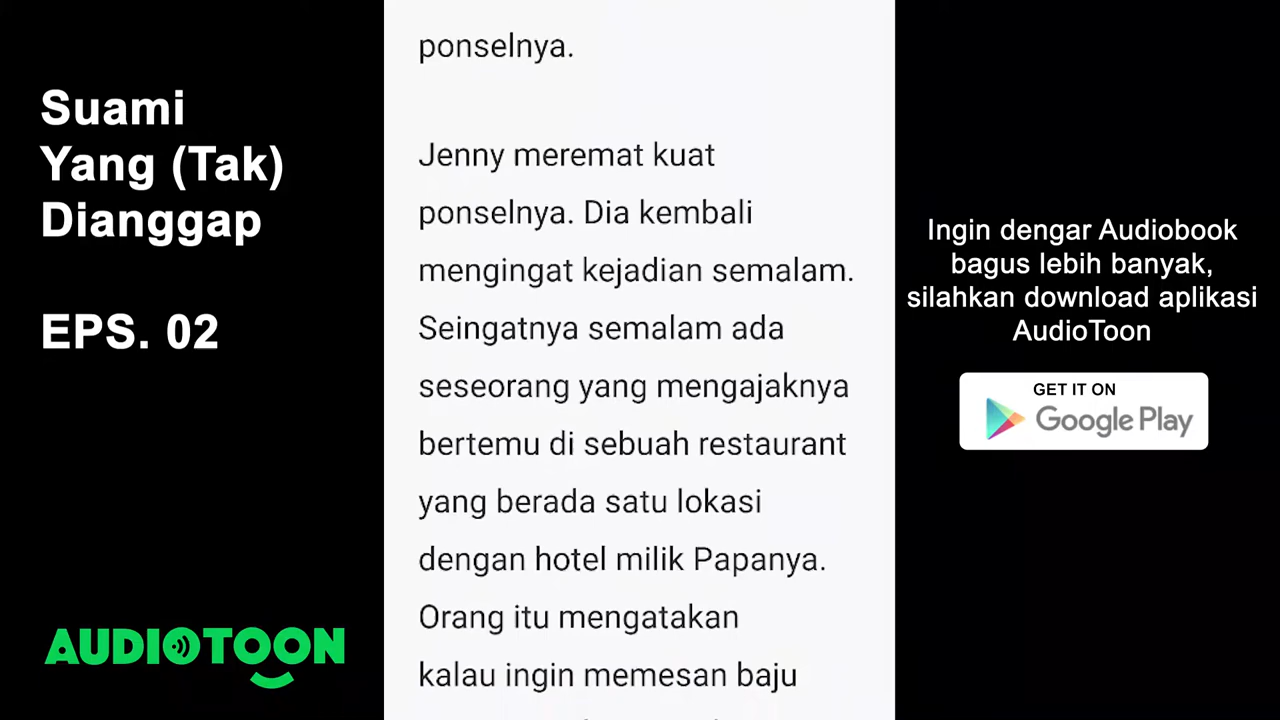 Suami
Yang (Tak)
Dianggap
EPS. 02
AUDIOTOON
ponselnya.
Jenny meremat kuat
ponselnya. Dia kembali
mengingat kejadian semalam.
Seingatnya semalam ada
seseorang yang mengajaknya
bertemu di sebuah restaurant
yang berada satu lokasi
dengan hotel milik Papanya.
Orang itu mengatakan
kalau ingin memesan baju
Ingin dengar Audiobook
bagus lebih banyak,
silahkan download aplikasi
AudioToon
GET IT ON
Google Play